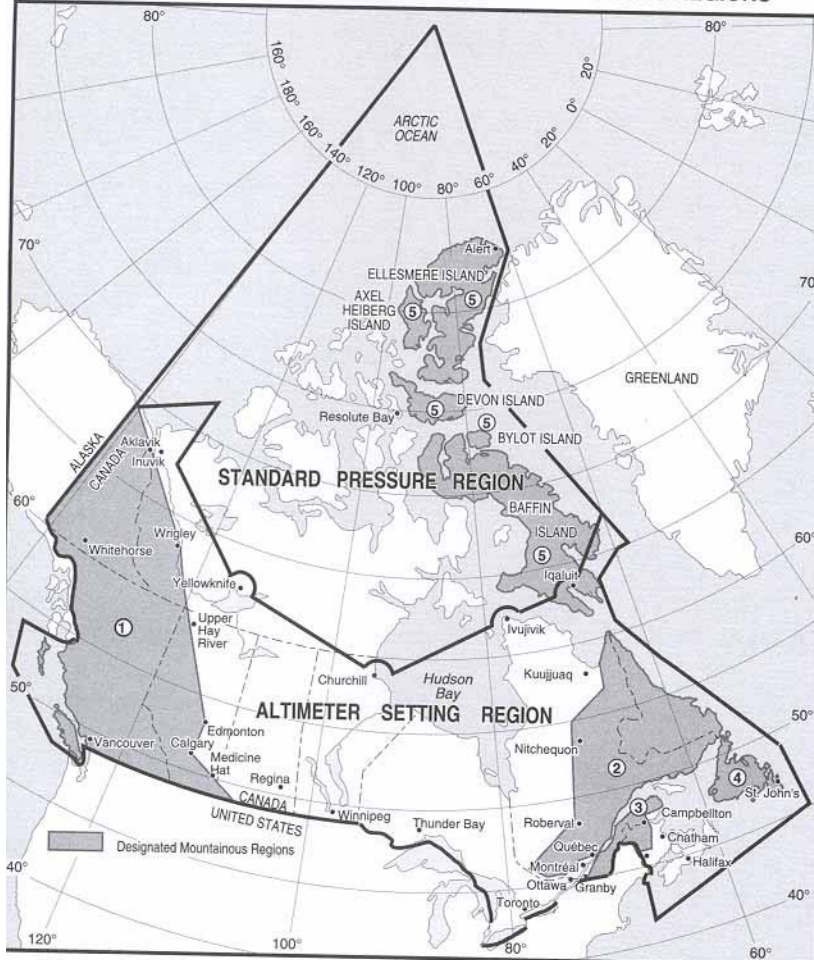 REGIONS
80°
80°
160°
180°
160°
140°
120°
100°
80°
60°
40°
20°
0°
20°
ARCTIC
OCEAN
70°
70°
Alert
ELLESMERE ISLAND
5
AXEL
HEIBERG
ISLAND
5
GREENLAND
DEVON ISLAND
5
Resolute Bay
5
BYLOT ISLAND
ALASKA
CANADA
Aklavik
Inuvik
STANDARD PRESSURE REGION
BAFFIN
ISLAND
5
Iqaluit
60°
60°
Whitehorse
Wrigley
Yellowknife
1
Upper
Hay
River
Ivujivik
Churchill
Hudson
Bay
Kuujjuaq
50°
50°
ALTIMETER SETTING REGION
Vancouver
Edmonton
Calgary
Medicine
Hat
Regina
CANADA
UNITED STATES
Winnipeg
Thunder Bay
Nitchequon
2
4
St. John's
3
Roberval
Campbellton
Chatham
Québec
Montréal
Halifax
Ottawa
Granby
Toronto
Designated Mountainous Regions
40°
40°
120°
100°
80°
60°